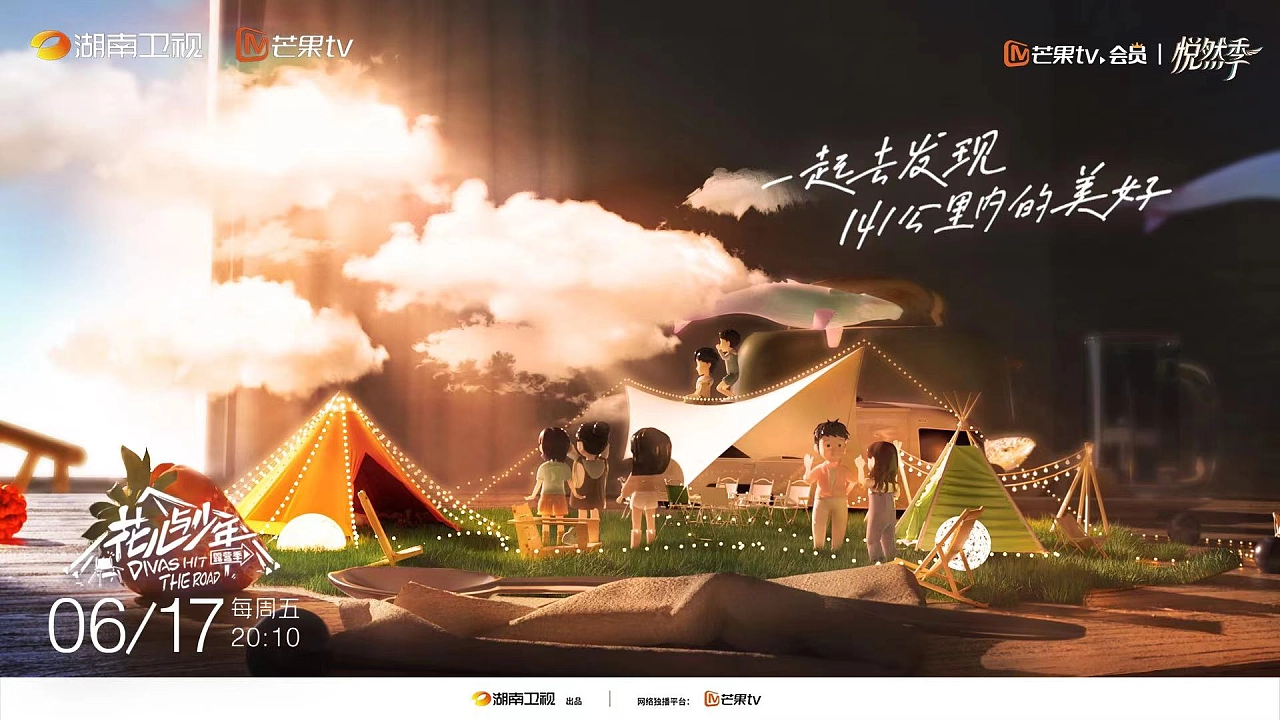 湖南卫视 芒果tv
芒果tv.会员 | 悦然季
一起去发现
141公里内的美好
花儿与少年
露营季
DIVAS HIT
THE ROAD
06/17 每周五
20:10
湖南卫视 出品 | 网络独播平台： 芒果tv